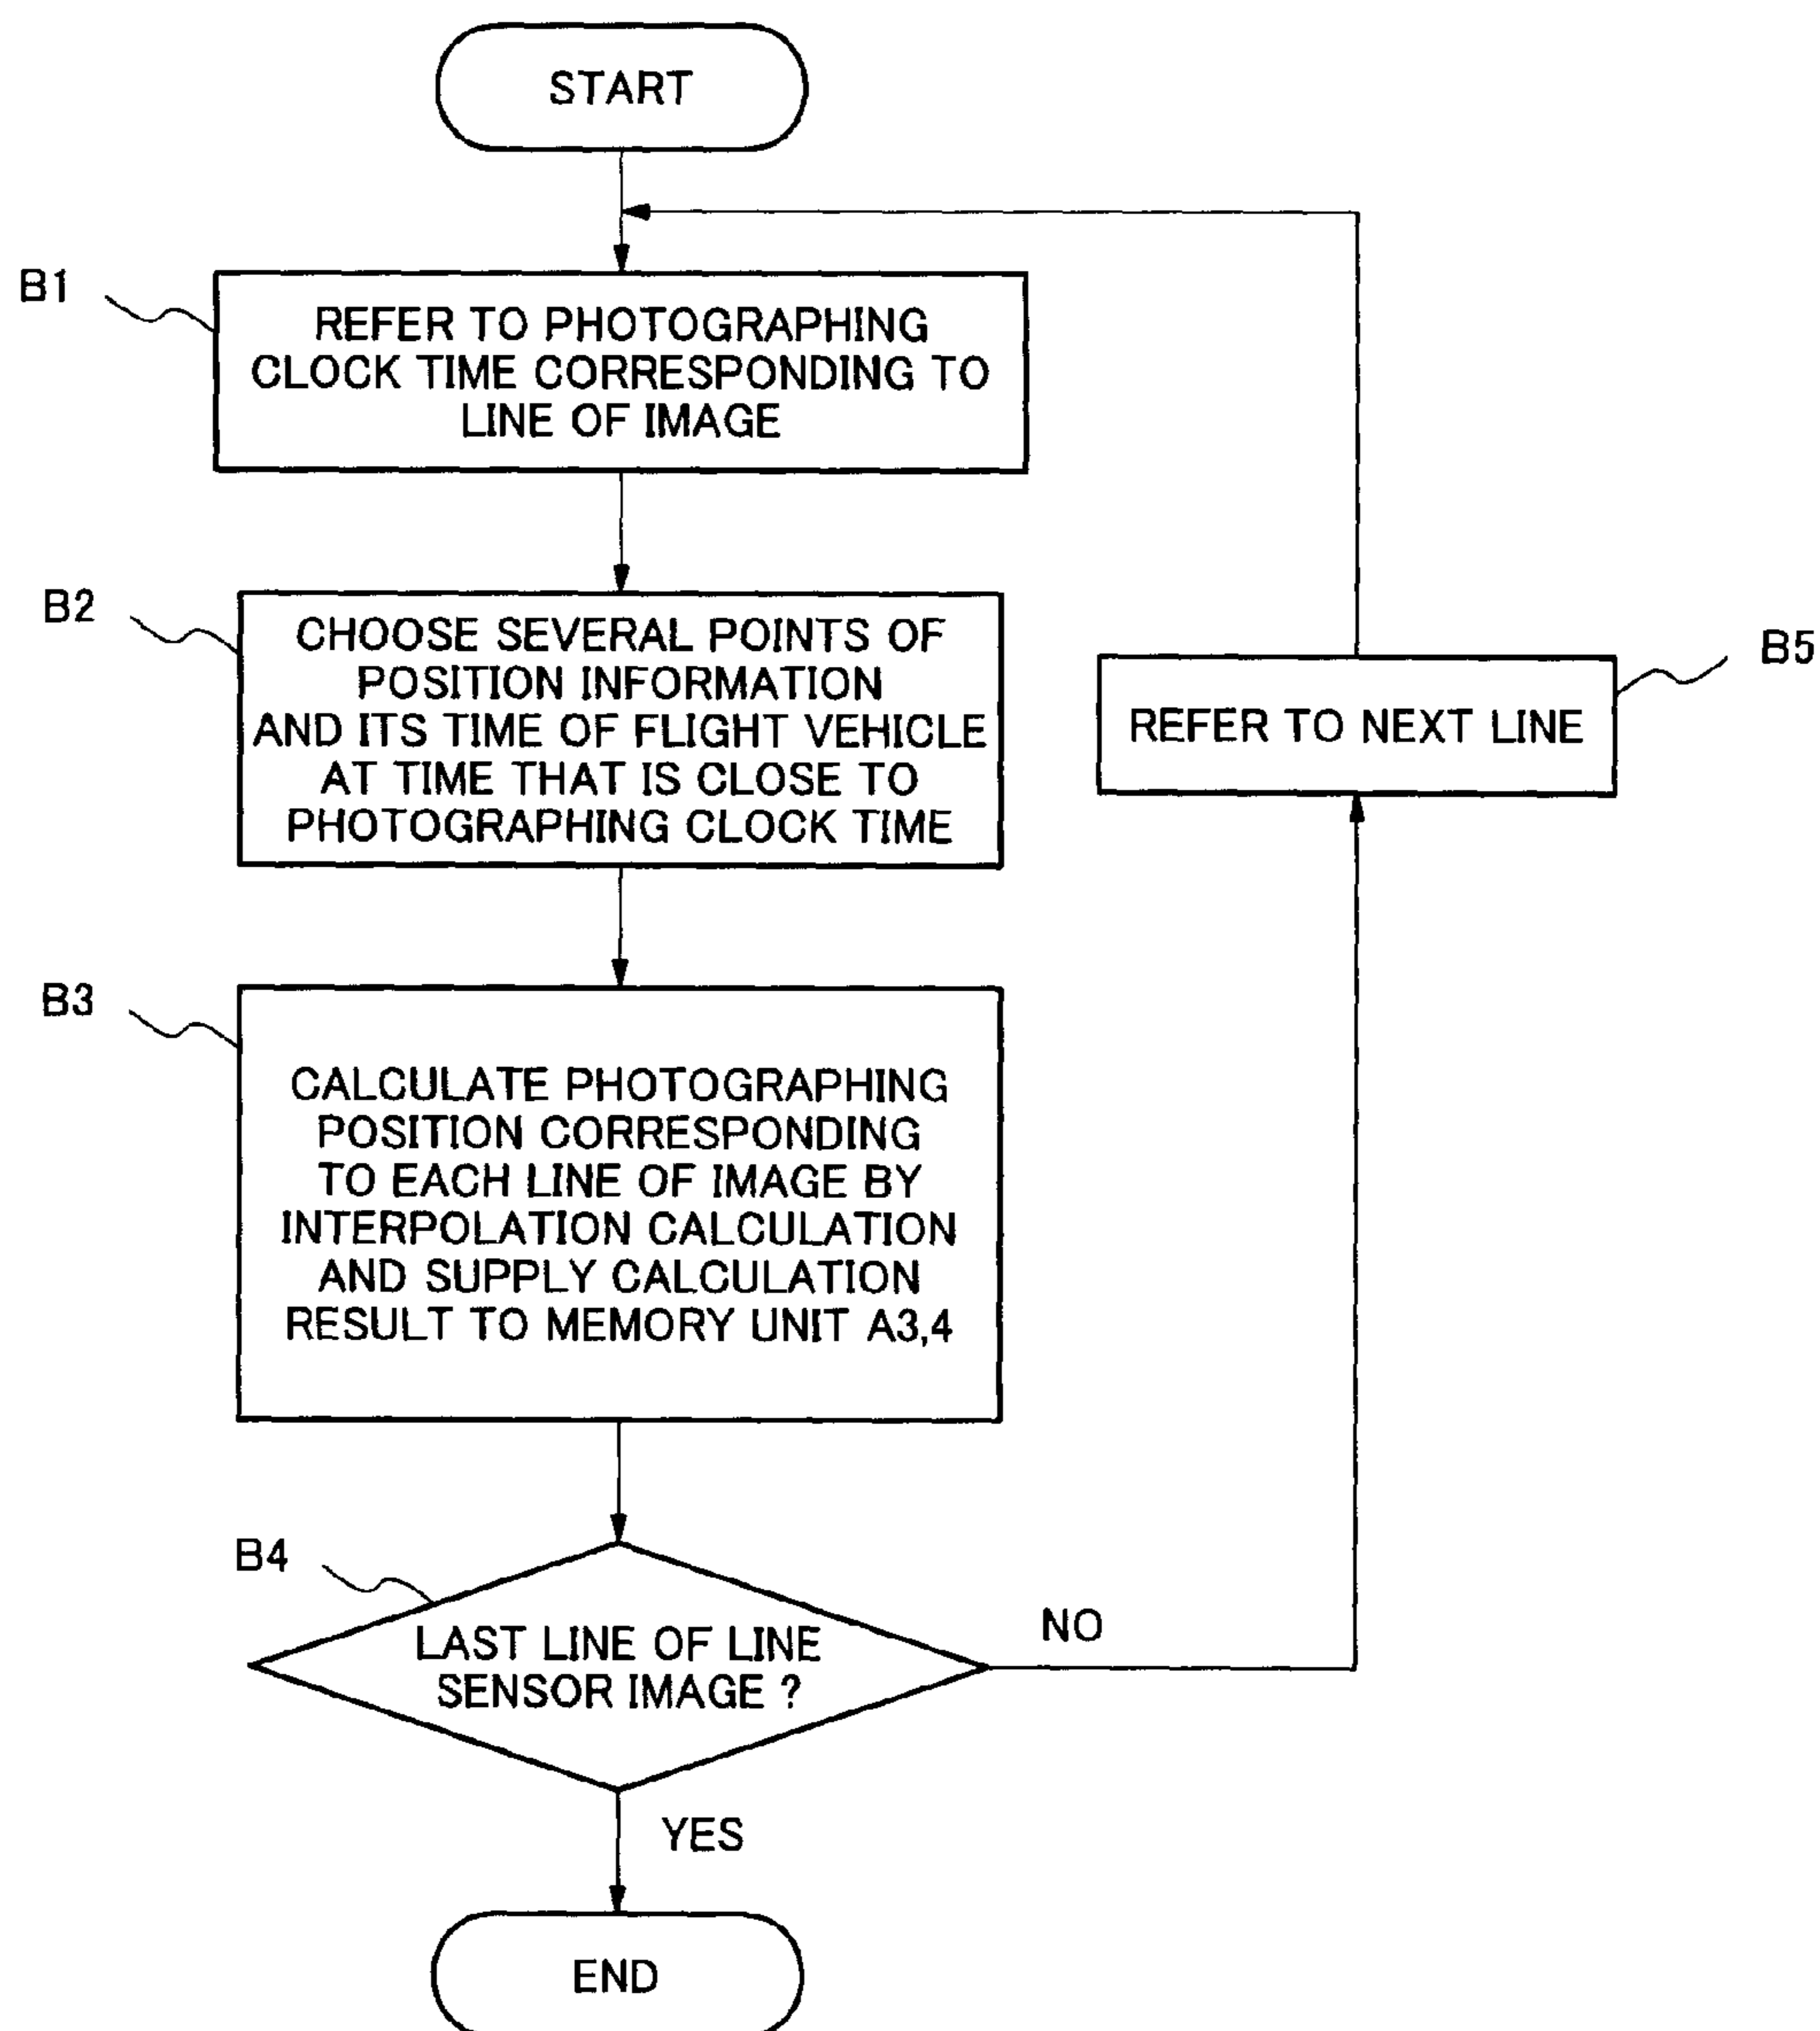 START
B1
REFER TO PHOTOGRAPHING
CLOCK TIME CORRESPONDING TO
LINE OF IMAGE
B2
CHOOSE SEVERAL POINTS OF
POSITION INFORMATION
AND ITS TIME OF FLIGHT VEHICLE
AT TIME THAT IS CLOSE TO
PHOTOGRAPHING CLOCK TIME
B5
REFER TO NEXT LINE
B3
CALCULATE PHOTOGRAPHING
POSITION CORRESPONDING
TO EACH LINE OF IMAGE BY
INTERPOLATION CALCULATION
AND SUPPLY CALCULATION
RESULT TO MEMORY UNIT A3,4
B4
LAST LINE OF LINE
SENSOR IMAGE ?
NO
YES
END